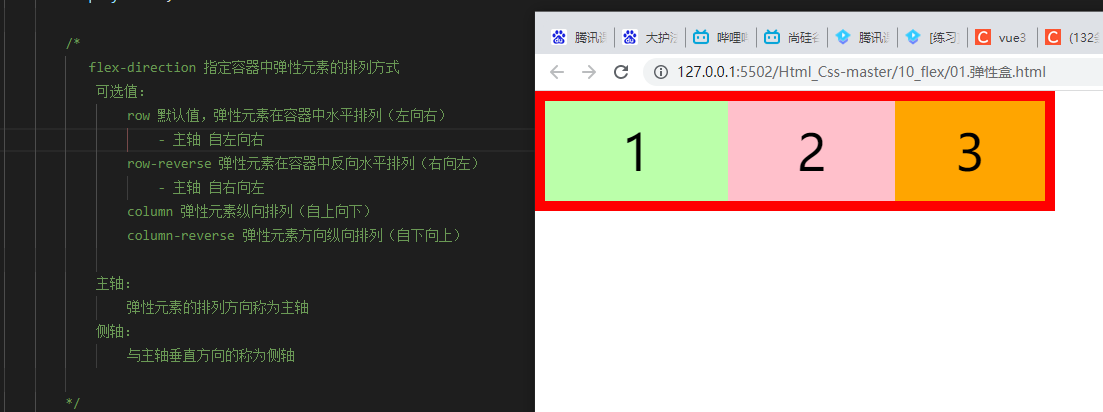 /*
flex-direction 指定容器中弹性元素的排列方式
可选值:
row 默认值，弹性元素在容器中水平排列（左向右）
- 主轴 自左向右
row-reverse 弹性元素在容器中反向水平排列（右向左）
- 主轴 自右向左
column 弹性元素纵向排列（自上向下）
column-reverse 弹性元素方向纵向排列（自下向上）
主轴:
弹性元素的排列方向称为主轴
侧轴:
与主轴垂直方向的称为侧轴
*/
腾讯 大护 哔哩 尚硅谷 腾讯 [练习] vue3 (132
127.0.0.1:5502/Html_Css-master/10_flex/01.弹性盒.html
1 2 3